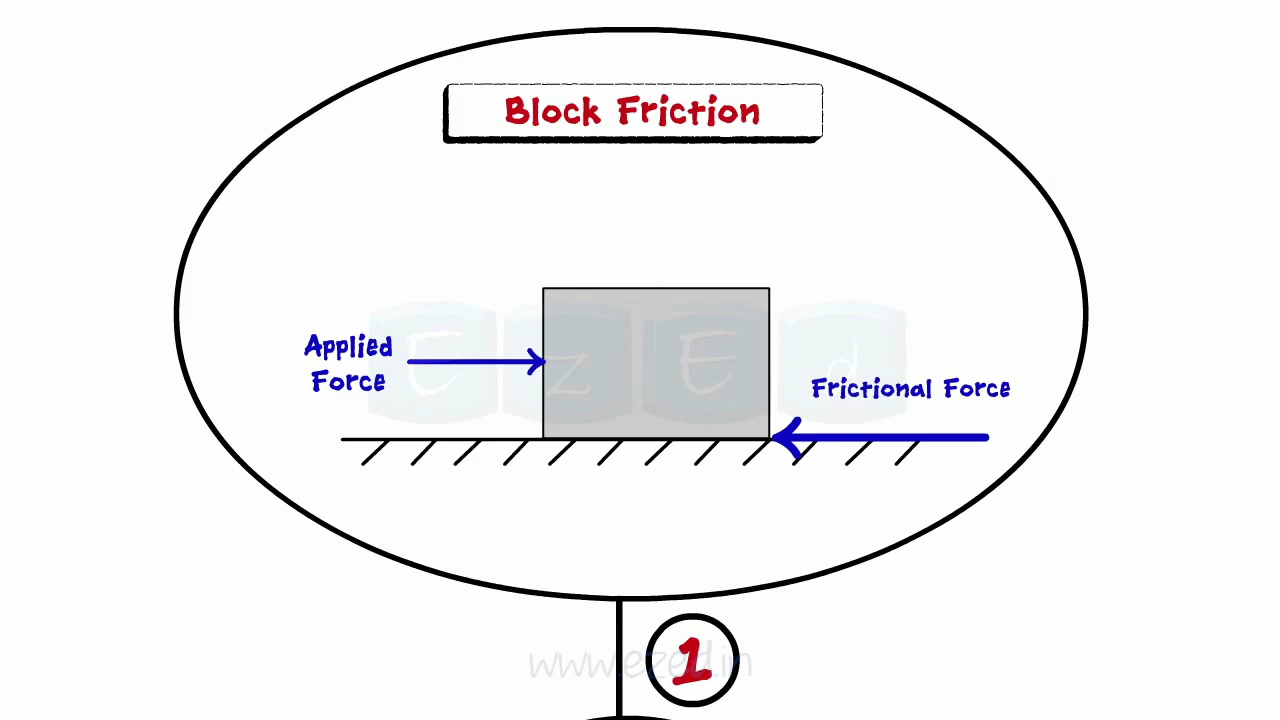 Block Friction
Applied
Force
Frictional Force
E z E d
www.ezed.in
1